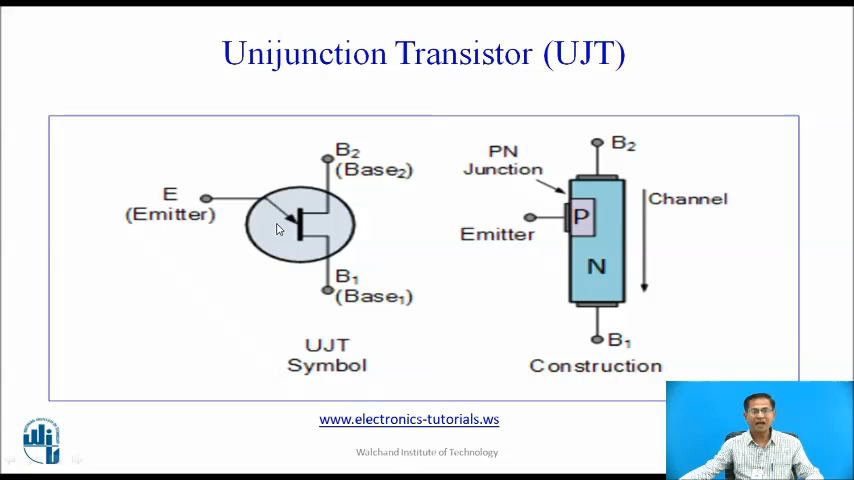 Unijunction Transistor (UJT)
B2
(Base2)
E
(Emitter)
B1
(Base1)
UJT
Symbol
PN
Junction
B2
Channel
P
Emitter
N
B1
Construction
www.electronics-tutorials.ws
Walchand Institute of Technology